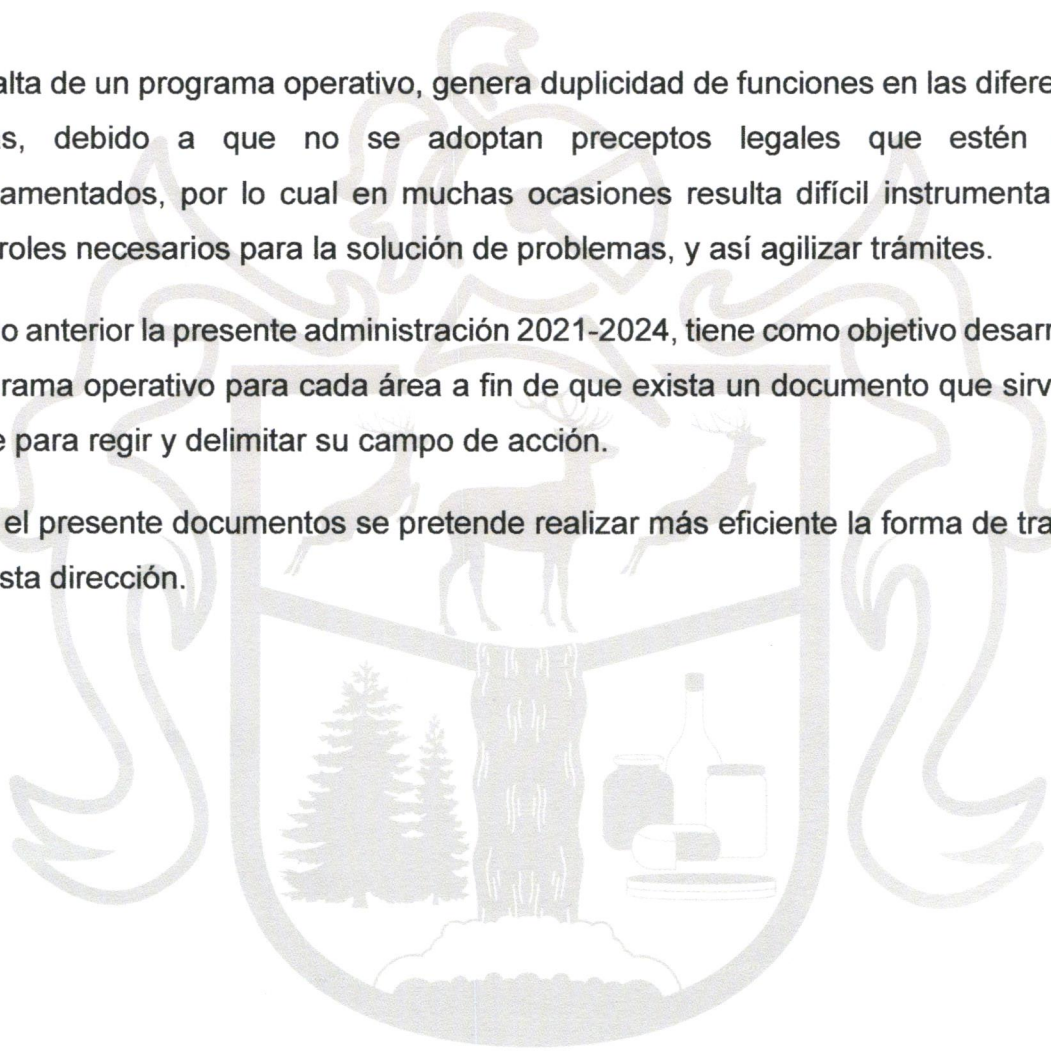 alta de un programa operativo, genera duplicidad de funciones en las difere
s, debido a que no se adoptan preceptos legales que estén
amentados, por lo cual en muchas ocasiones resulta difícil instrumenta
roles necesarios para la solución de problemas, y así agilizar trámites.
o anterior la presente administración 2021-2024, tiene como objetivo desarr
rama operativo para cada área a fin de que exista un documento que sirv
e para regir y delimitar su campo de acción.
el presente documentos se pretende realizar más eficiente la forma de tra
sta dirección.